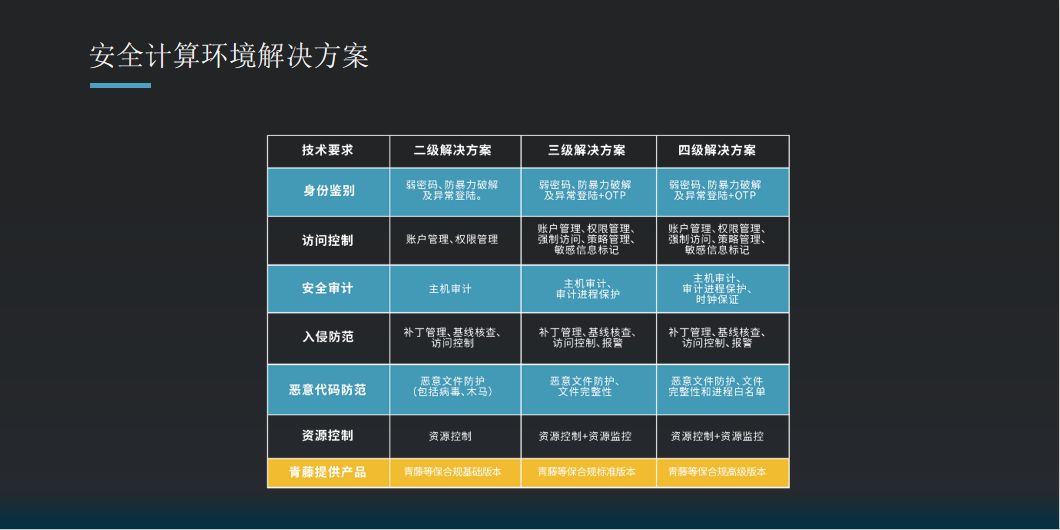 安全计算环境解决方案
技术要求 二级解决方案 三级解决方案 四级解决方案
身份鉴别
弱密码、防暴力破解
及异常登陆。
弱密码、防暴力破解
及异常登陆+OTP
弱密码、防暴力破解
及异常登陆+OTP
访问控制
账户管理、权限管理
账户管理、权限管理、
强制访问、策略管理、
敏感信息标记
账户管理、权限管理、
强制访问、策略管理、
敏感信息标记
安全审计
主机审计
主机审计、
审计进程保护
主机审计、
审计进程保护、
时钟保证
入侵防范
补丁管理、基线核查、
访问控制
补丁管理、基线核查、
访问控制、报警
补丁管理、基线核查、
访问控制、报警
恶意代码防范
恶意文件防护
（包括病毒、木马）
恶意文件防护、
文件完整性
恶意文件防护、文件
完整性和进程白名单
资源控制 资源控制 资源控制+资源监控 资源控制+资源监控
青藤提供产品 青藤等保合规基础版本 青藤等保合规标准版本 青藤等保合规高级版本